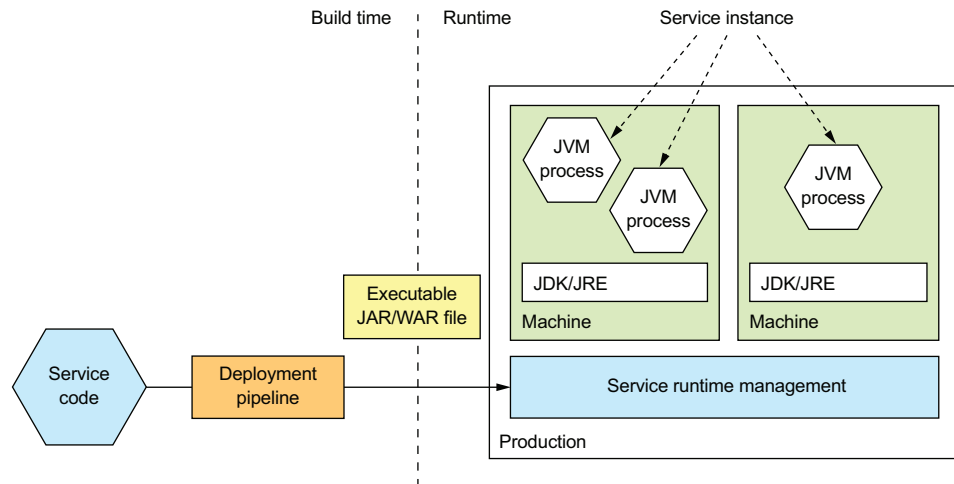 Build time
Runtime
Service instance
JVM
process
JVM
process
JVM
process
JDK/JRE
JDK/JRE
Machine
Machine
Executable
JAR/WAR file
Service
code
Deployment
pipeline
Service runtime management
Production